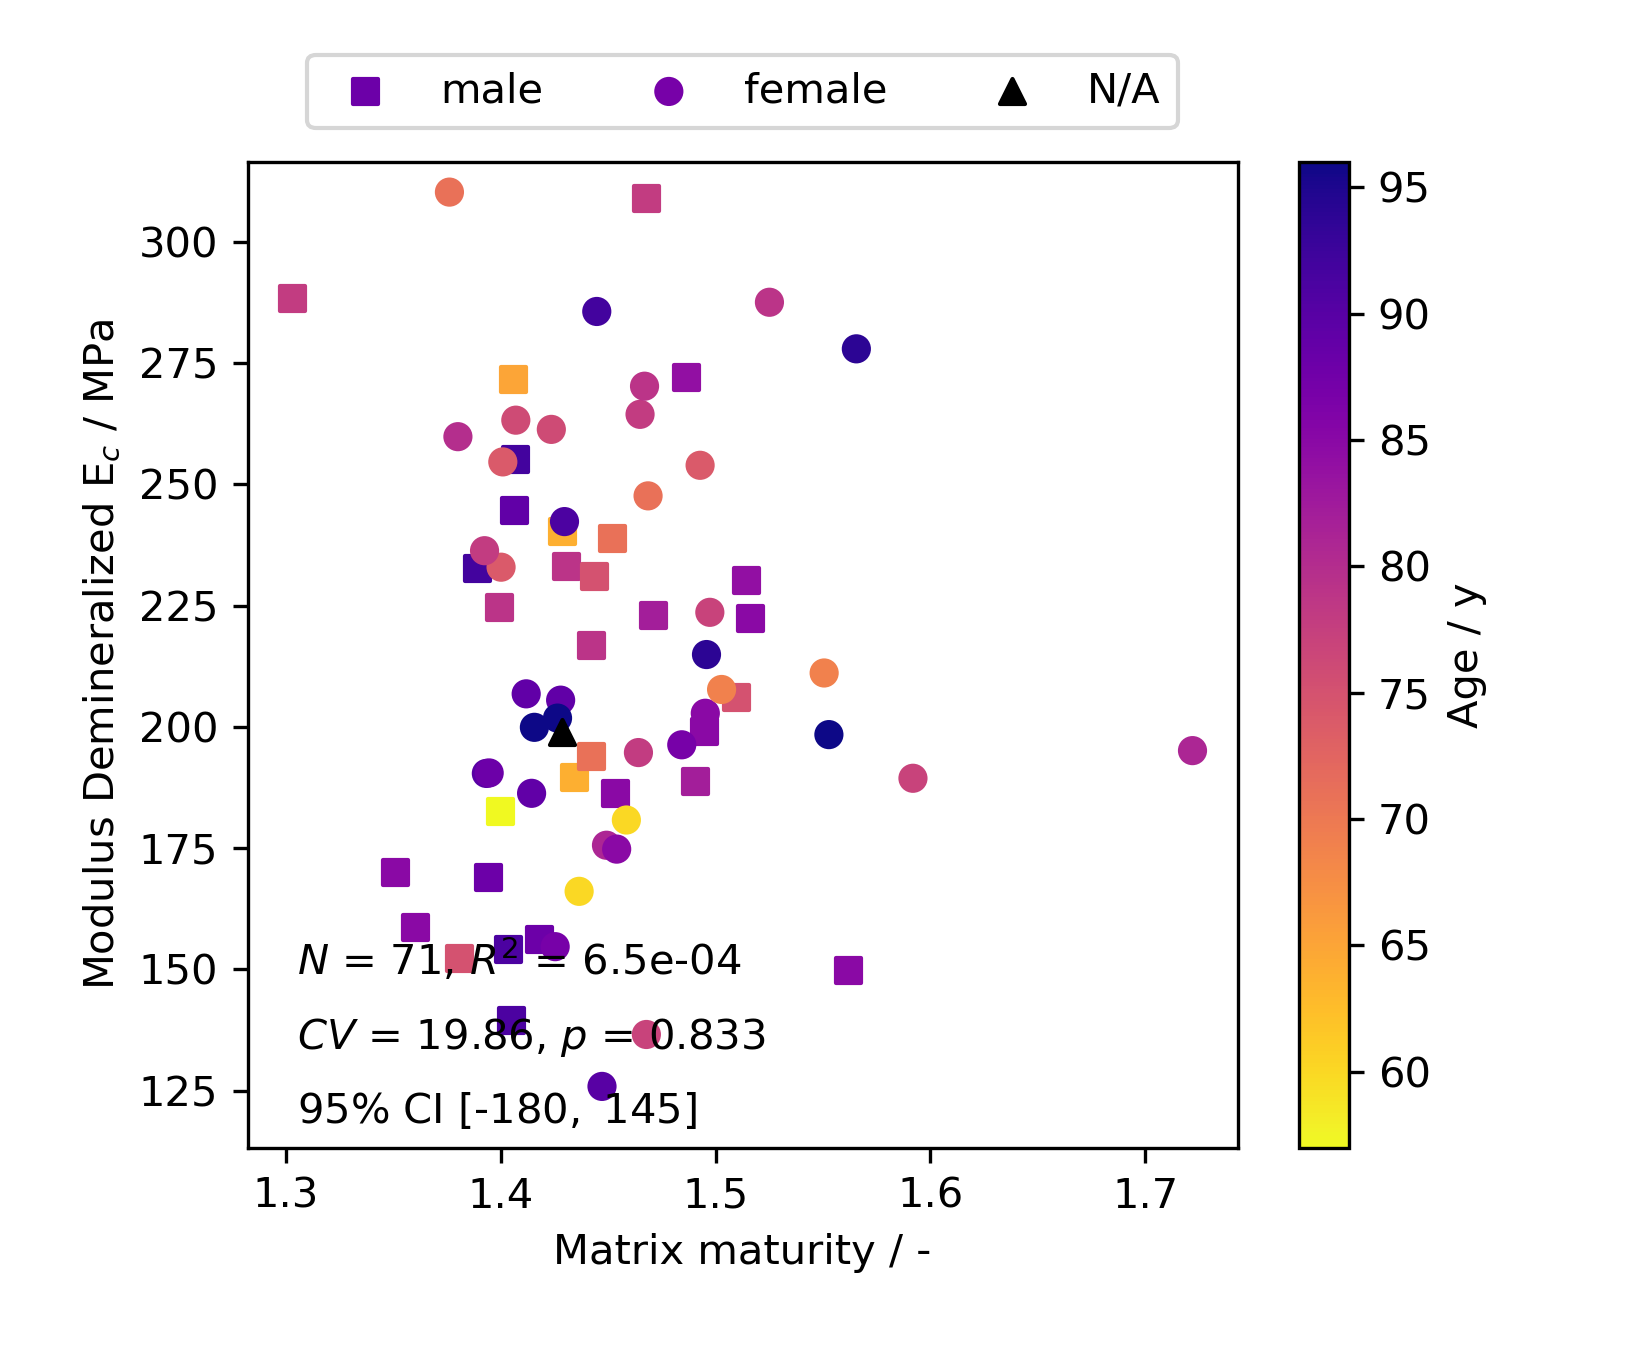 male female N/A
300
275
250
225
200
175
150
125
Modulus Demineralized E_c / MPa
N = 71, R² = 6.5e-04
CV = 19.86, p = 0.833
95% CI [-180, 145]
1.3 1.4 1.5 1.6 1.7
Matrix maturity / -
95
90
85
80
75
70
65
60
Age / y